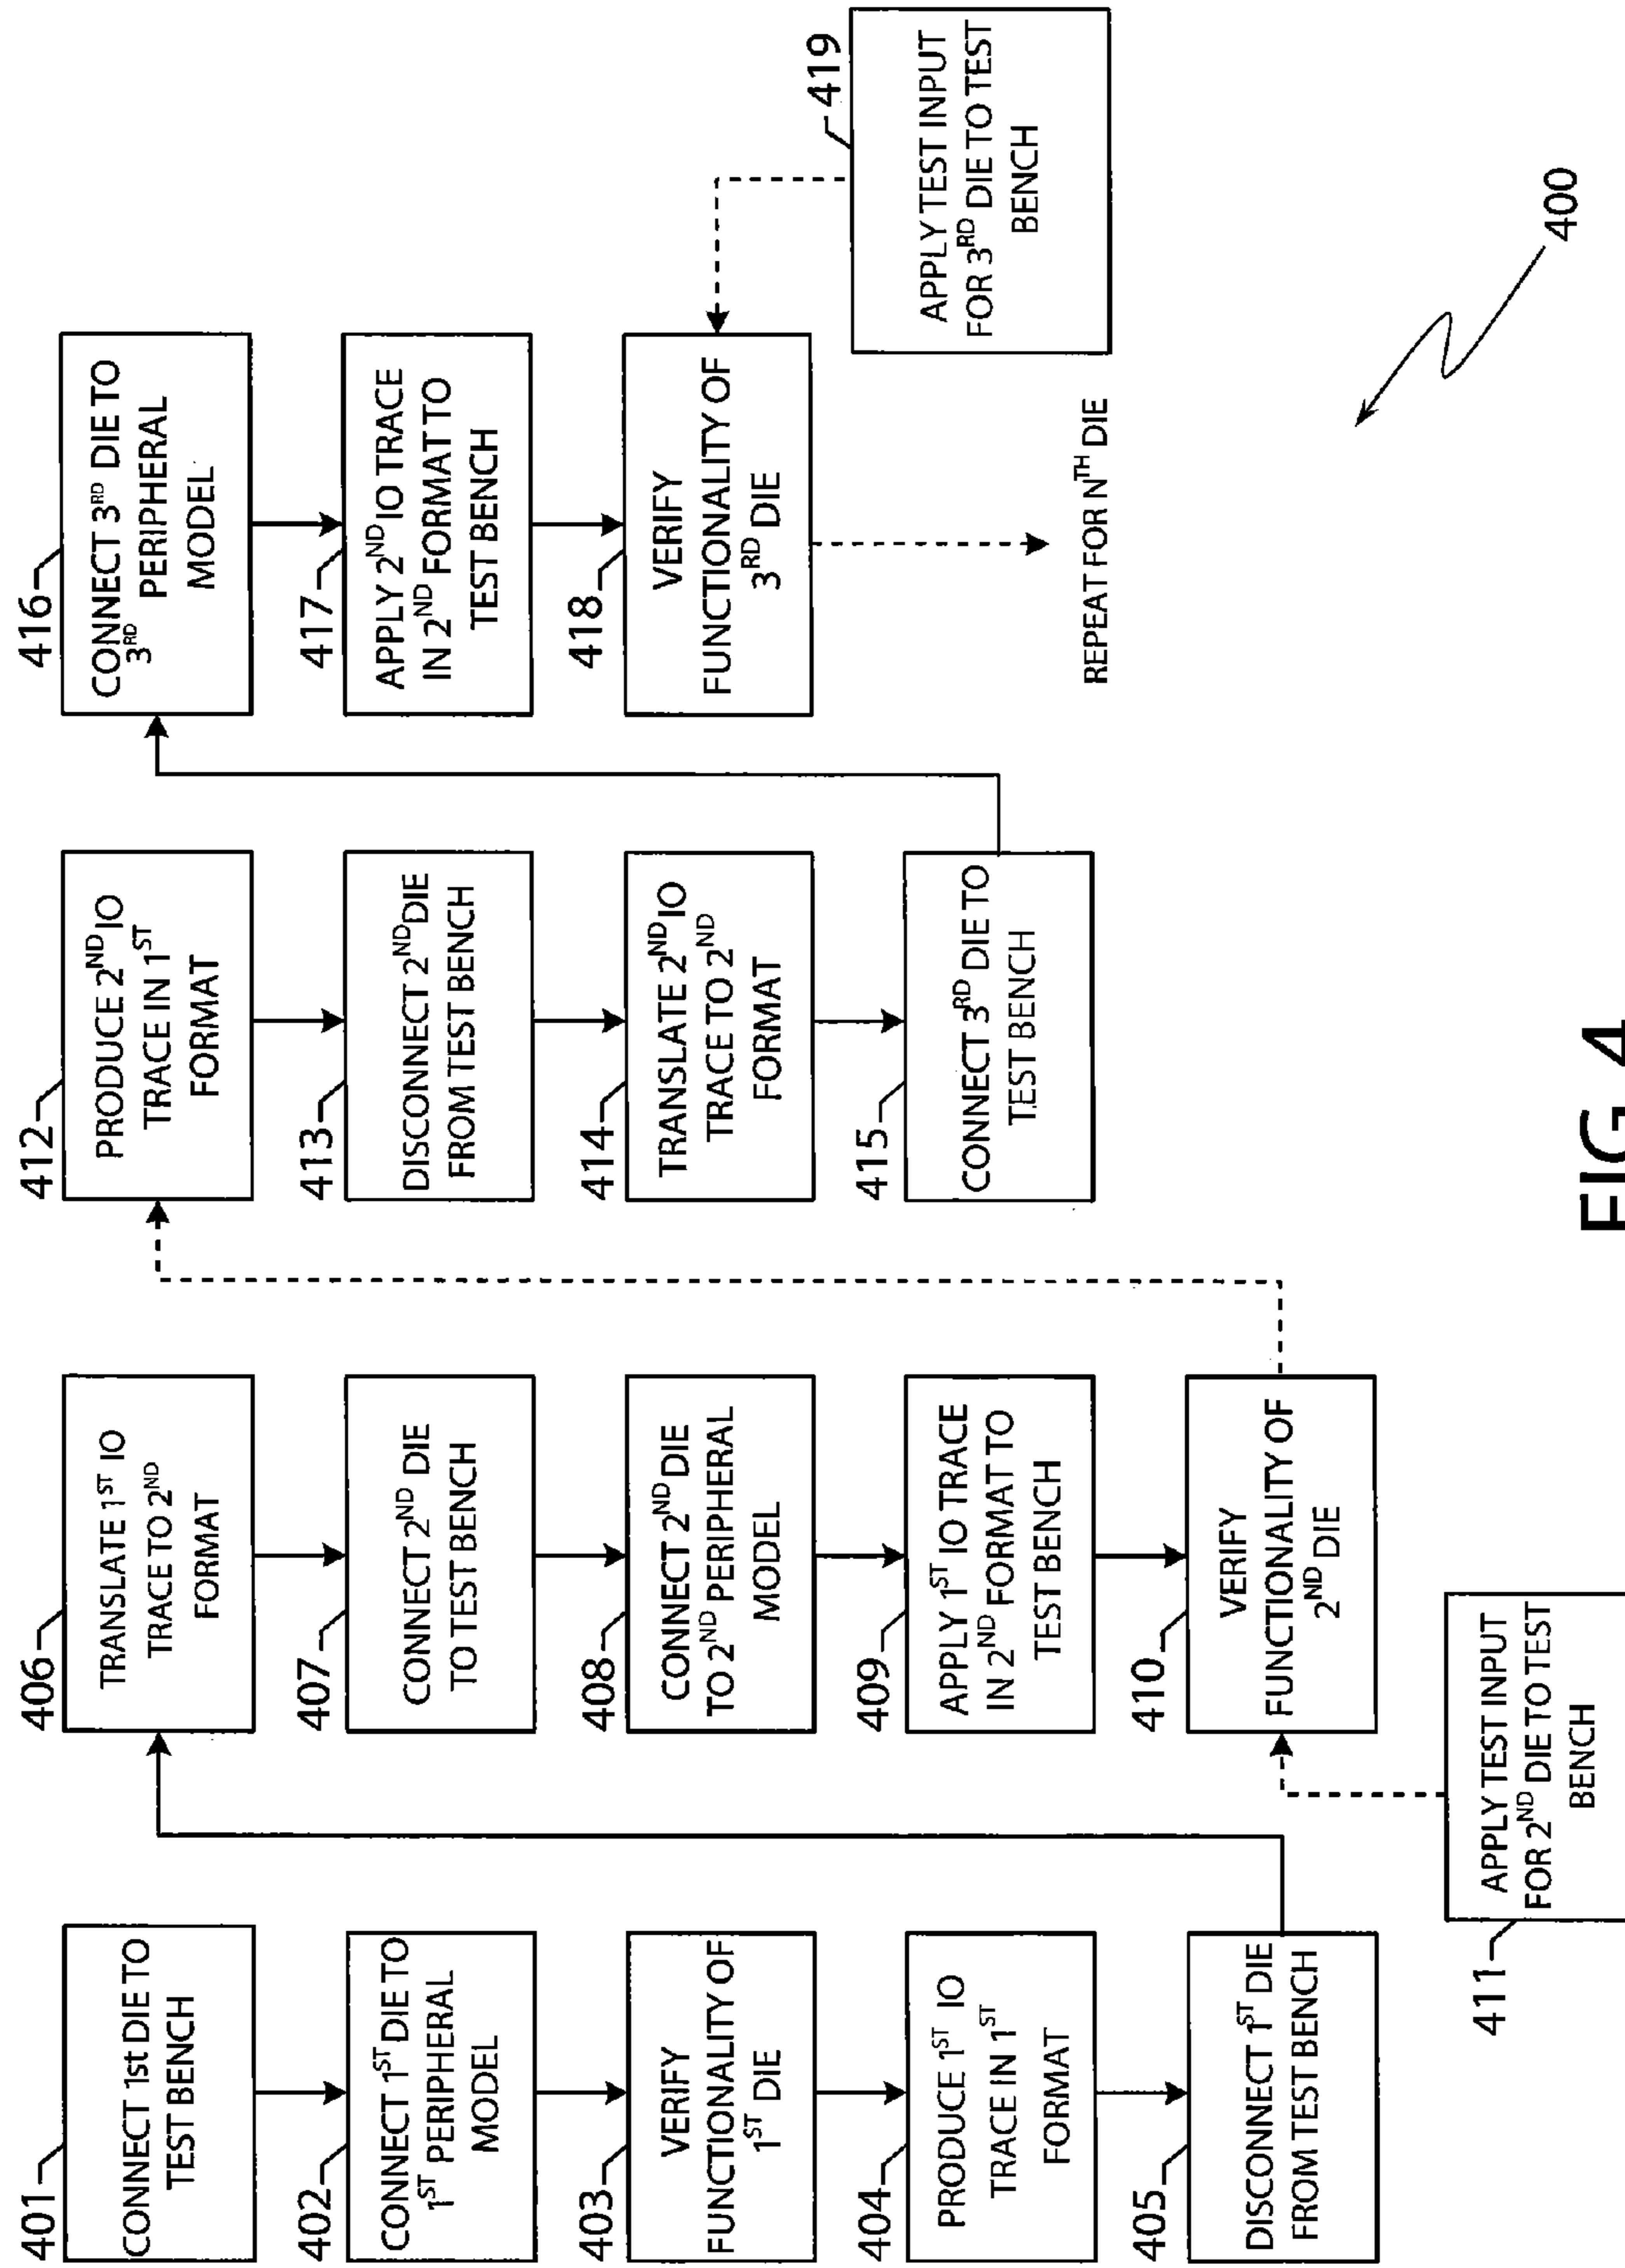 401
CONNECT 1st DIE TO
TEST BENCH
402
CONNECT 1ST DIE TO
1ST PERIPHERAL
MODEL
403
VERIFY
FUNCTIONALITY OF
1ST DIE
404
PRODUCE 1ST IO
TRACE IN 1ST
FORMAT
405
DISCONNECT 1ST DIE
FROM TEST BENCH
406
TRANSLATE 1ST IO
TRACE TO 2ND
FORMAT
407
CONNECT 2ND DIE
TO TEST BENCH
408
CONNECT 2ND DIE
TO 2ND PERIPHERAL
MODEL
409
APPLY 1ST IO TRACE
IN 2ND FORMAT TO
TEST BENCH
410
VERIFY
FUNCTIONALITY OF
2ND DIE
411
APPLY TEST INPUT
FOR 2ND DIE TO TEST
BENCH
412
PRODUCE 2ND IO
TRACE IN 1ST
FORMAT
413
DISCONNECT 2ND DIE
FROM TEST BENCH
414
TRANSLATE 2ND IO
TRACE TO 2ND
FORMAT
415
CONNECT 3RD DIE TO
TEST BENCH
416
CONNECT 3RD DIE TO
3RD PERIPHERAL
MODEL
417
APPLY 2ND IO TRACE
IN 2ND FORMAT TO
TEST BENCH
418
VERIFY
FUNCTIONALITY OF
3RD DIE
419
APPLY TEST INPUT
FOR 3RD DIE TO TEST
BENCH
REPEAT FOR NTH DIE
400
FIG 4